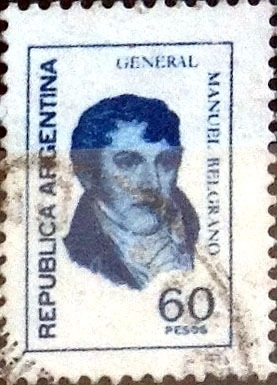 REPUBLICA ARGENTINA
GENERAL
MANUEL BELGRANO
60
PESOS